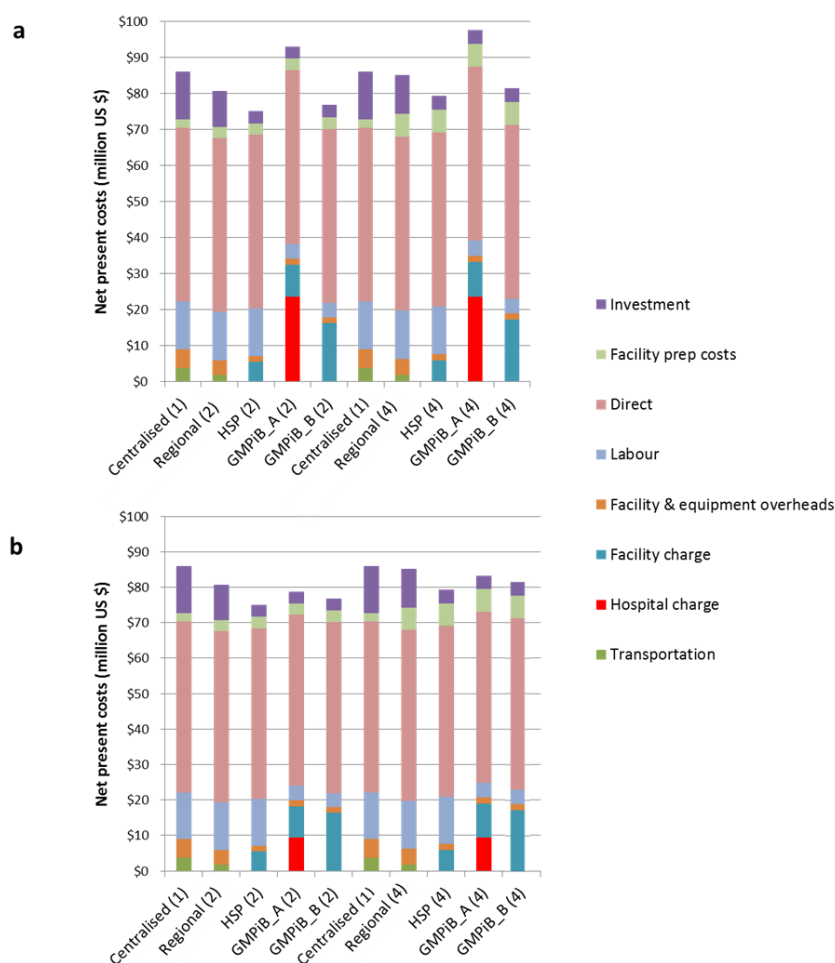 a
Net present costs (million US $)
$100
$90
$80
$70
$60
$50
$40
$30
$20
$10
$0
Centralised (1)
Regional (2)
HSP (2)
GMPiB_A (2)
GMPiB_B (2)
Centralised (1)
Regional (4)
HSP (4)
GMPiB_A (4)
GMPiB_B (4)
Investment
Facility prep costs
Direct
Labour
Facility & equipment overheads
Facility charge
Hospital charge
Transportation
b
Net present costs (million US $)
$100
$90
$80
$70
$60
$50
$40
$30
$20
$10
$0
Centralised (1)
Regional (2)
HSP (2)
GMPiB_A (2)
GMPiB_B (2)
Centralised (1)
Regional (4)
HSP (4)
GMPiB_A (4)
GMPiB_B (4)